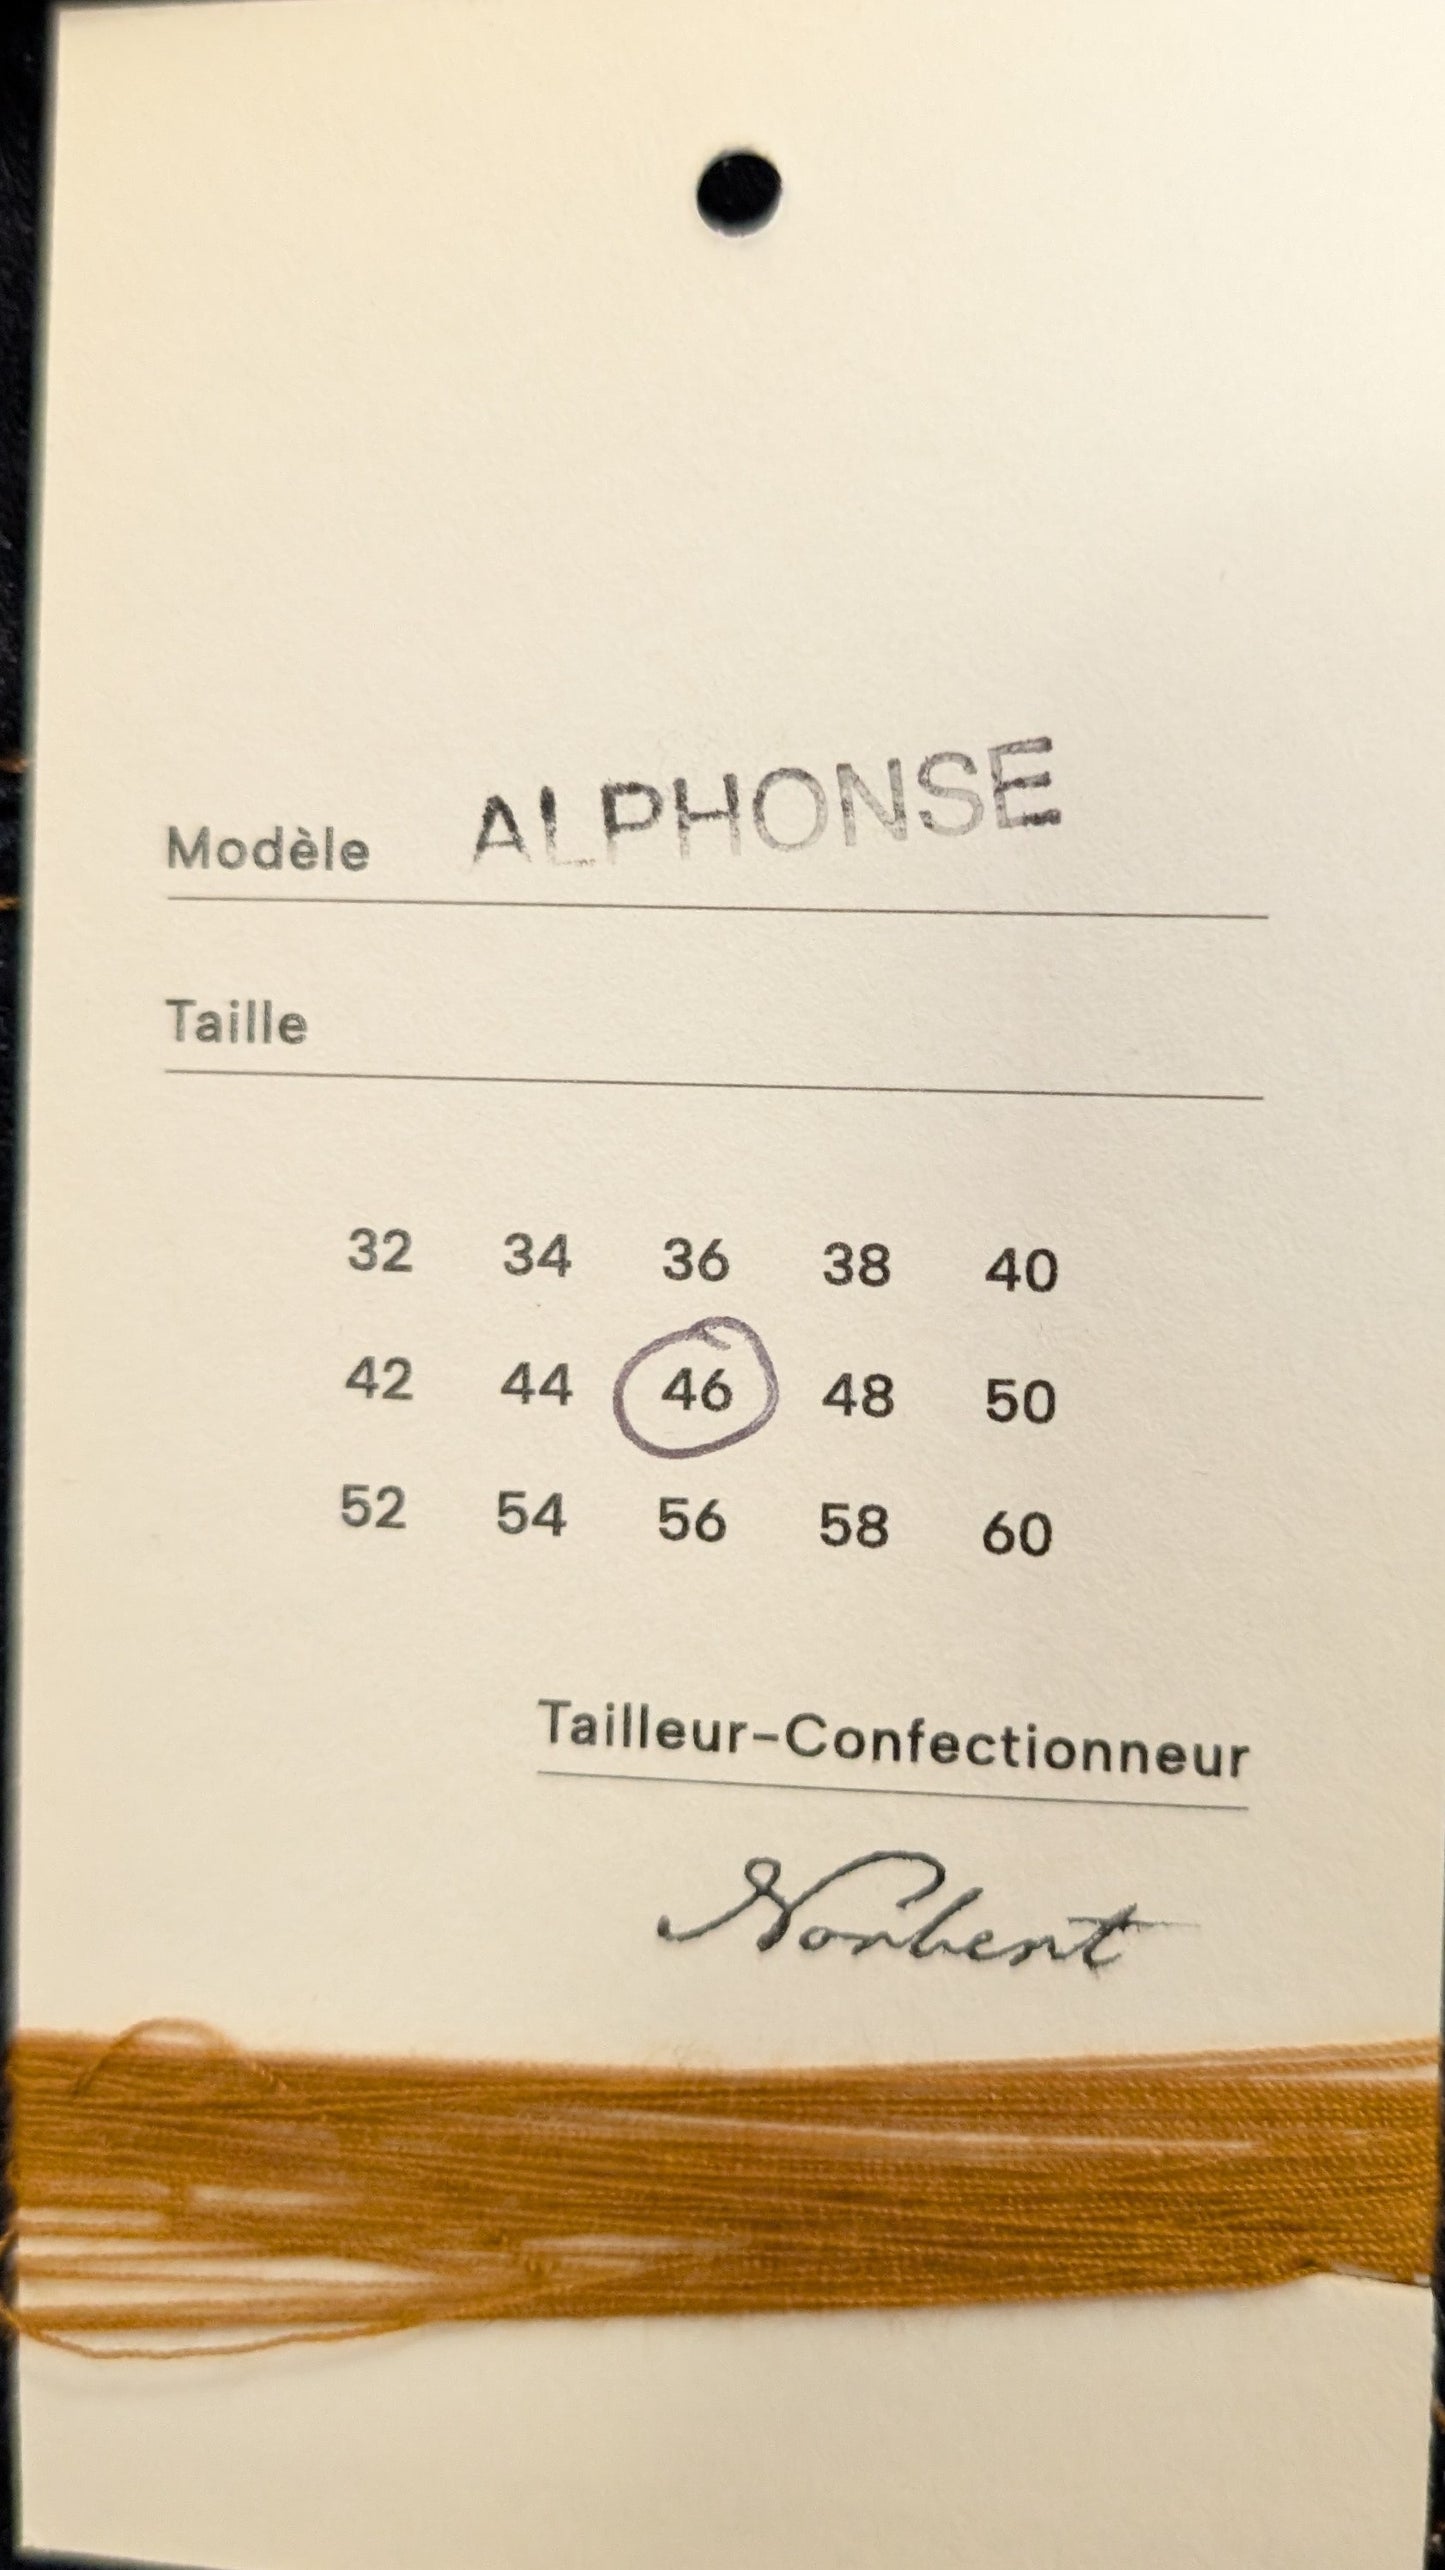 Modèle ALPHONSE
Taille
32 34 36 38 40
42 44 46 48 50
52 54 56 58 60
Tailleur-Confectionneur
Norbert